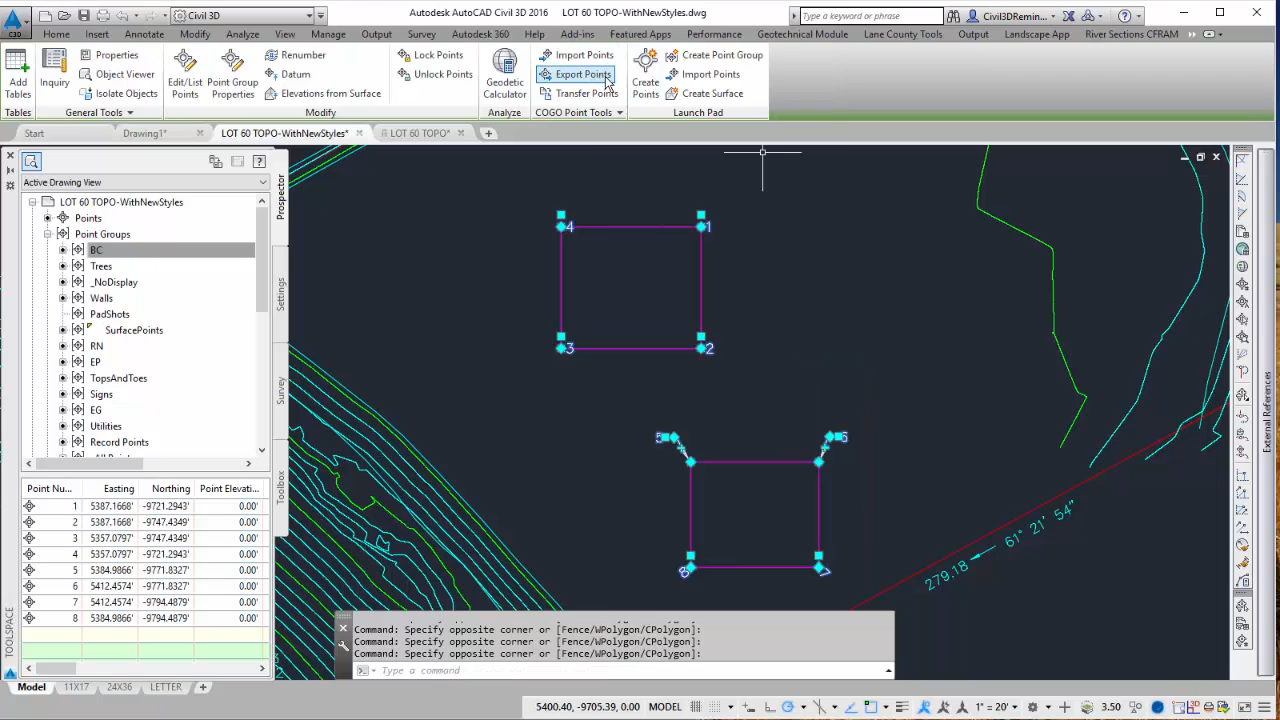 Civil 3D
Autodesk AutoCAD Civil 3D 2016 LOT 60 TOPO-WithNewStyles.dwg
Type a keyword or phrase
Civil3DRemin...
C3D
Home Insert Annotate Modify Analyze View Manage Output Survey Autodesk 360 Help Add-ins Featured Apps Performance Geotechnical Module Lane County Tools Output Landscape App River Sections CFRAM
Add Tables
Tables
Inquiry
Properties
Object Viewer
Isolate Objects
General Tools
Edit/List Points
Point Group Properties
Renumber
Datum
Elevations from Surface
Lock Points
Unlock Points
Modify
Geodetic Calculator
Analyze
Import Points
Export Points
Transfer Points
COGO Point Tools
Create Points
Create Point Group
Import Points
Create Surface
Launch Pad
Start Drawing1* LOT 60 TOPO-WithNewStyles* LOT 60 TOPO*
Active Drawing View
LOT 60 TOPO-WithNewStyles
Points
Point Groups
BC
Trees
_NoDisplay
Walls
PadShots
SurfacePoints
RN
EP
TopsAndToes
Signs
EG
Utilities
Record Points
Prospector
Settings
Survey
Toolbox
TOOLSPACE
Point Nu... Easting Northing Point Elevati...
1 5387.1668' -9721.2943' 0.00'
2 5387.1668' -9747.4349' 0.00'
3 5357.0797' -9747.4349' 0.00'
4 5357.0797' -9721.2943' 0.00'
5 5384.9866' -9771.8327' 0.00'
6 5412.4574' -9771.8327' 0.00'
7 5412.4574' -9794.4879' 0.00'
8 5384.9866' -9794.4879' 0.00'
4 1
3 2
5 6
8 7
279.18 61° 21' 54"
External References
Command: Specify opposite corner or [Fence/WPolygon/CPolygon]:
Command: Specify opposite corner or [Fence/WPolygon/CPolygon]:
Command: Specify opposite corner or [Fence/WPolygon/CPolygon]:
Type a command
Model 11X17 24X36 LETTER
5400.40, -9705.39, 0.00 MODEL 1" = 20' 3.50